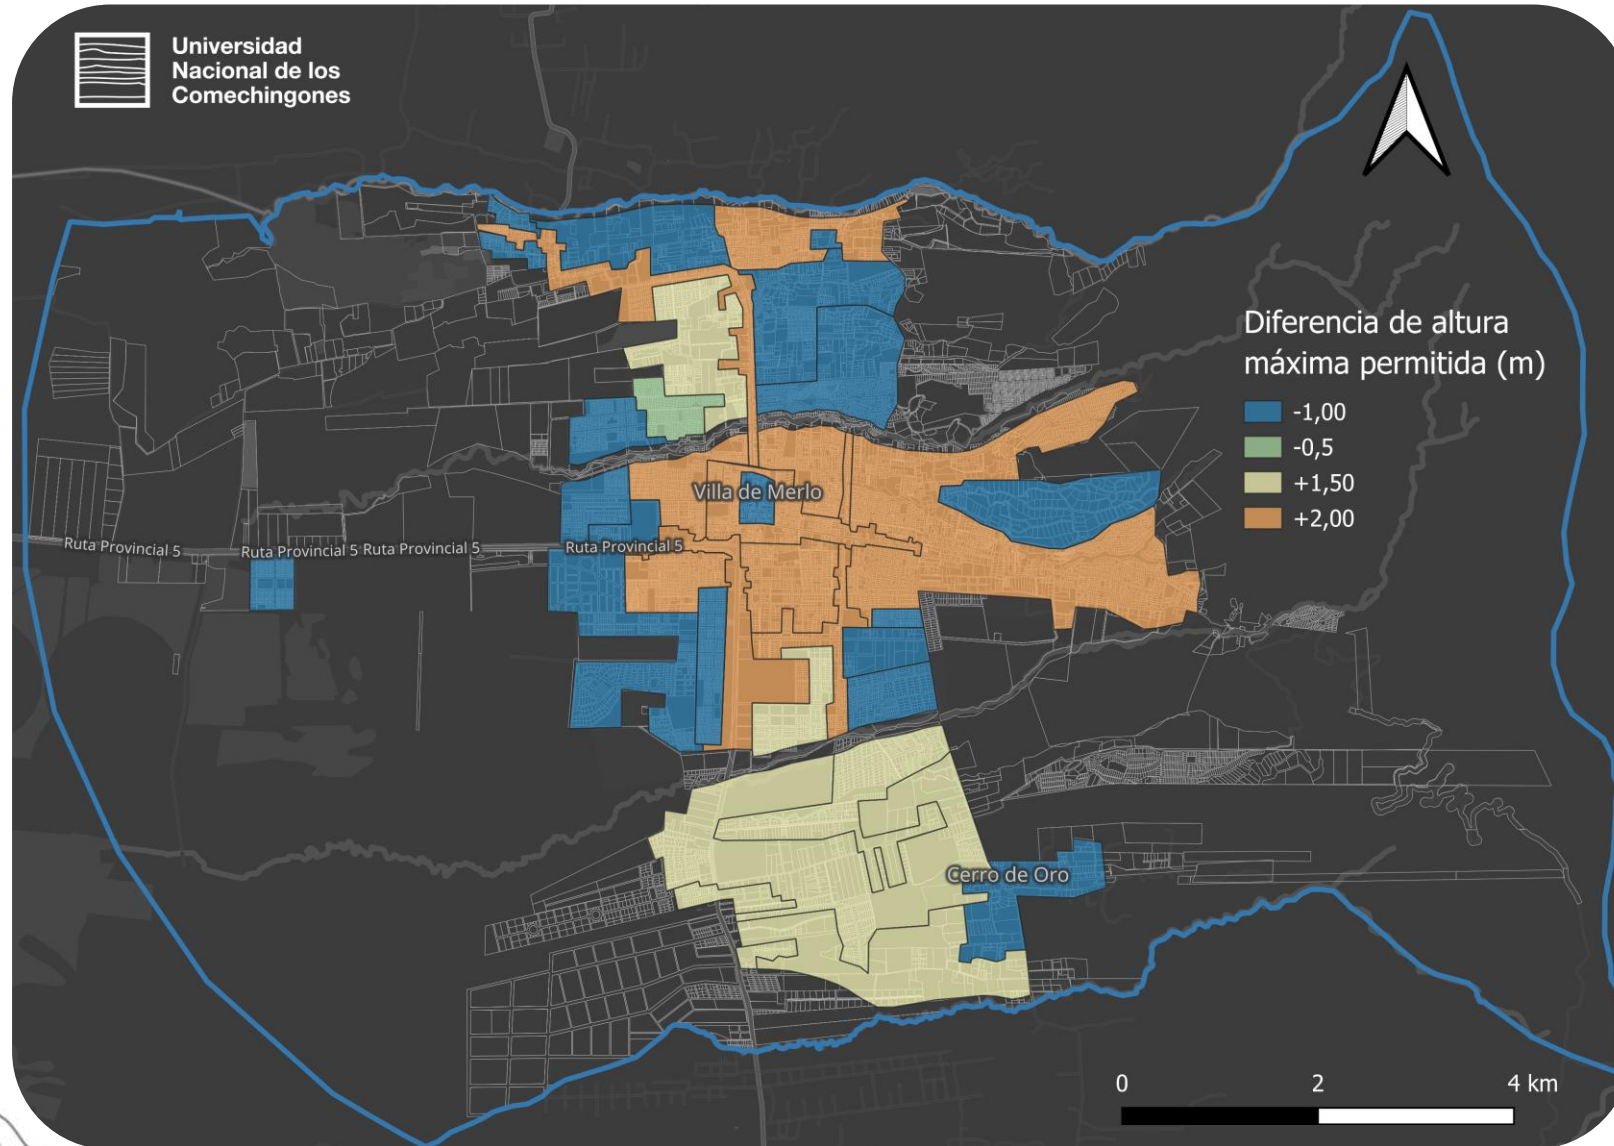 Universidad
Nacional de los
Comechingones
Diferencia de altura
máxima permitida (m)
-1,00
-0,5
+1,50
+2,00
Villa de Merlo
Ruta Provincial 5
Ruta Provincial 5
Ruta Provincial 5
Ruta Provincial 5
Cerro de Oro
0 2 4 km